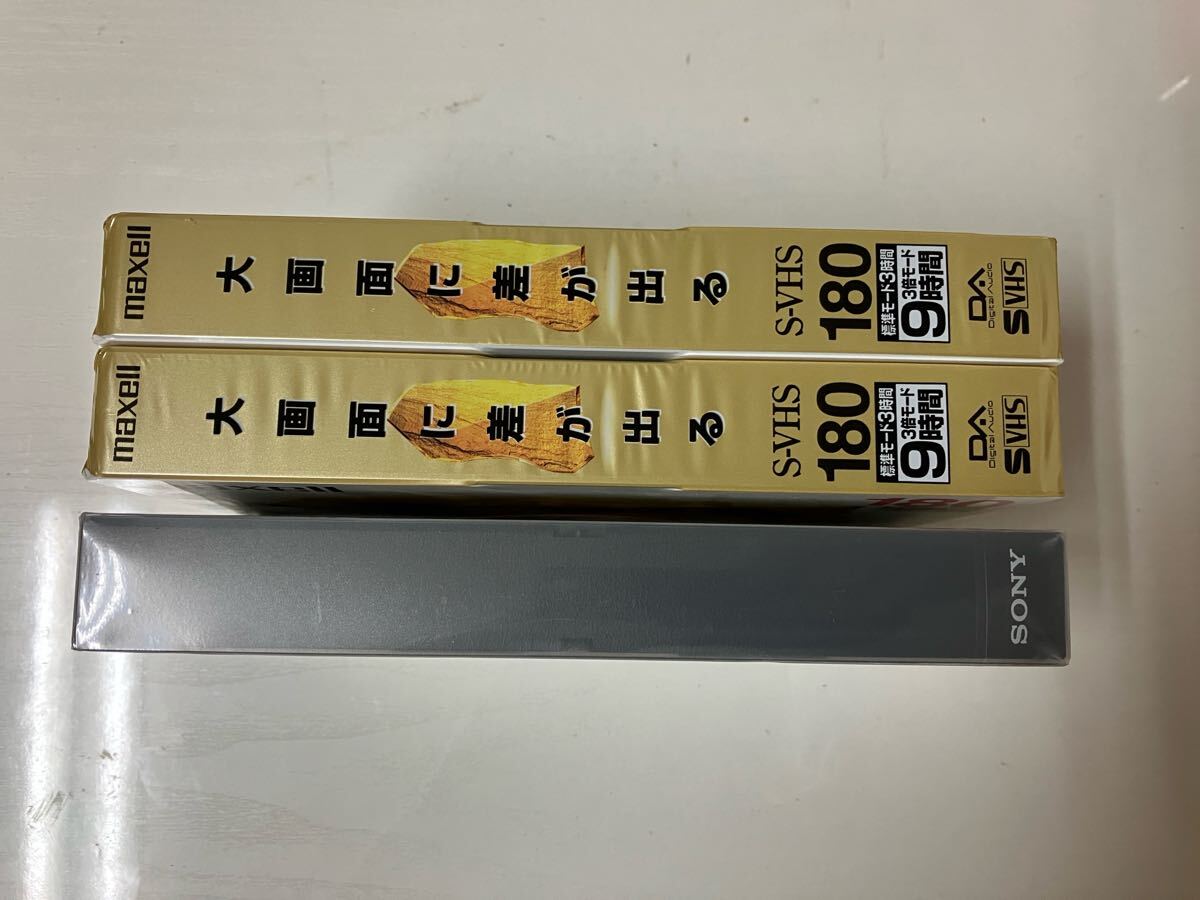 maxell
大画面に差が出る
S-VHS
180
標準モード3時間
3倍モード
9時間
DA
Digital Audio
S VHS
maxell
大画面に差が出る
S-VHS
180
標準モード3時間
3倍モード
9時間
DA
Digital Audio
S VHS
SONY